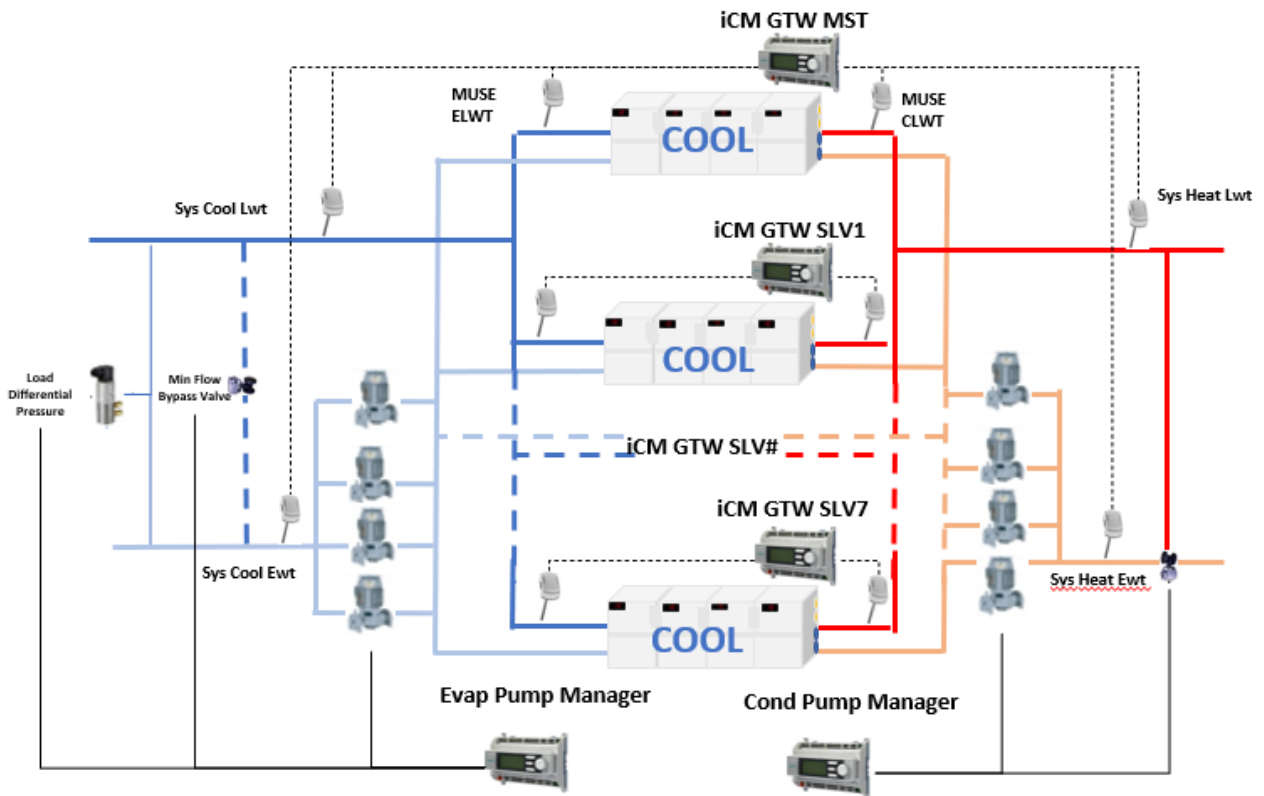 iCM GTW MST
MUSE
ELWT
MUSE
CLWT
COOL
Sys Cool Lwt
Sys Heat Lwt
iCM GTW SLV1
COOL
Load
Differential
Pressure
Min Flow
Bypass Valve
iCM GTW SLV#
iCM GTW SLV7
Sys Cool Ewt
Sys Heat Ewt
COOL
Evap Pump Manager
Cond Pump Manager